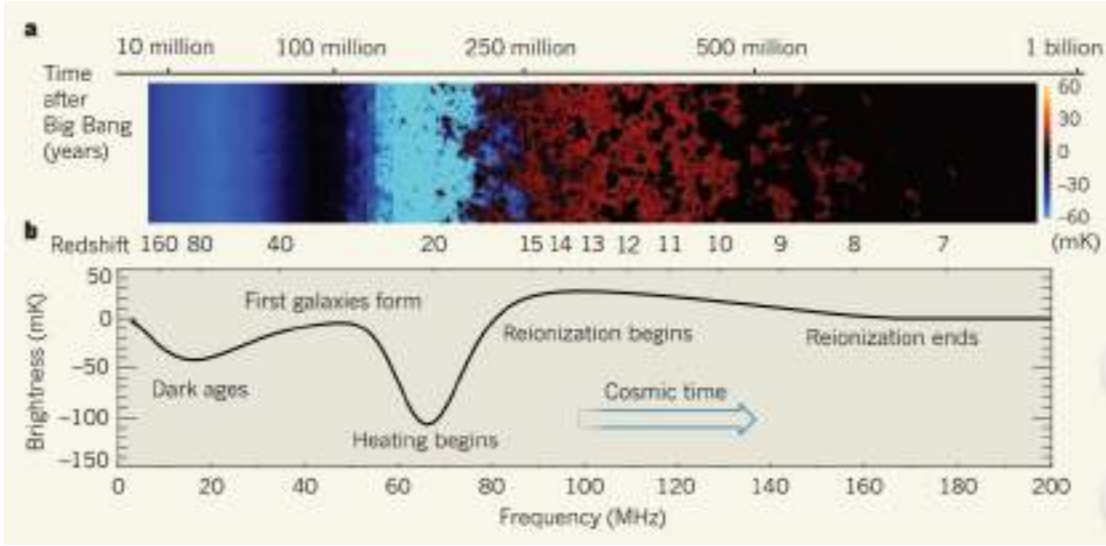 a
10 million 100 million 250 million 500 million 1 billion
Time
after
Big Bang
(years)
60
30
0
−30
−60
(mK)
b
Redshift 160 80 40 20 15 14 13 12 11 10 9 8 7
50
0
−50
−100
−150
Brightness (mK)
First galaxies form
Reionization begins
Reionization ends
Dark ages
Cosmic time
Heating begins
0 20 40 60 80 100 120 140 160 180 200
Frequency (MHz)